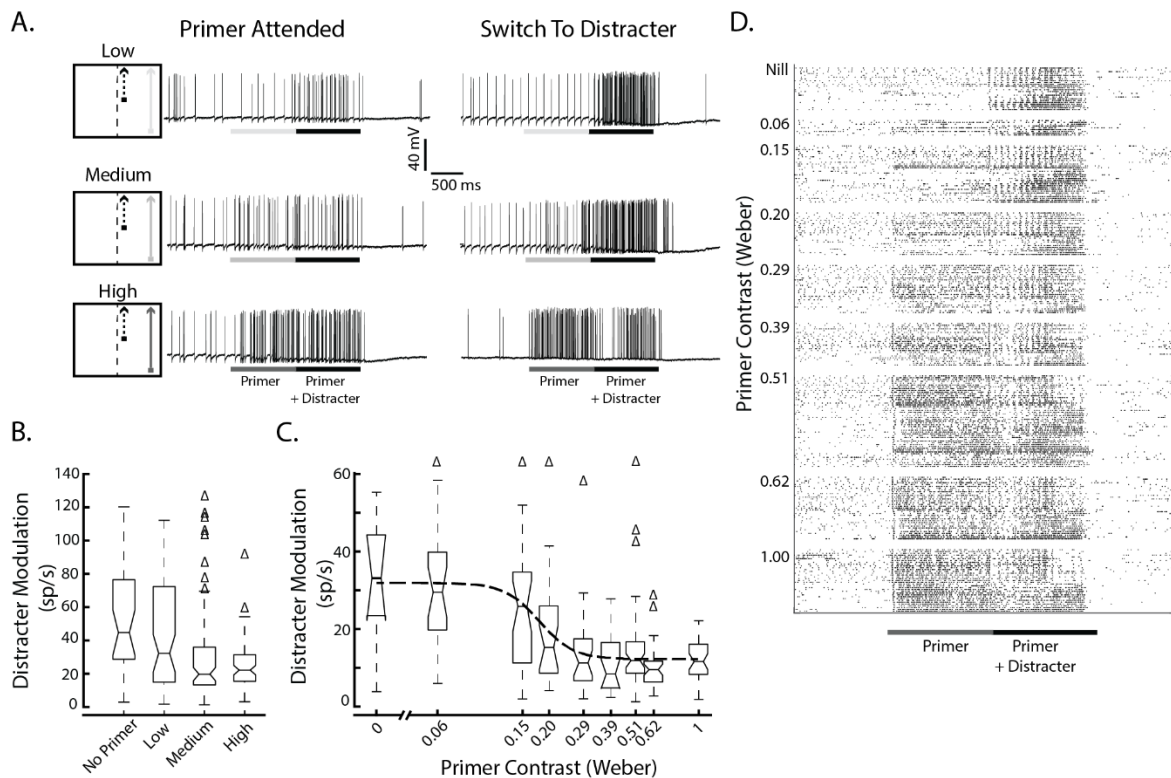 A.
Primer Attended
Switch To Distracter
Low
40 mV
500 ms
Medium
High
Primer
Primer
+ Distracter
Primer
Primer
+ Distracter
B.
Distracter Modulation
(sp/s)
140
120
100
80
60
40
20
0
No Primer
Low
Medium
High
C.
Distracter Modulation
(sp/s)
60
40
20
0
0
0.06
0.15
0.20
0.29
0.39
0.51
0.62
1
Primer Contrast (Weber)
D.
Primer Contrast (Weber)
Nill
0.06
0.15
0.20
0.29
0.39
0.51
0.62
1.00
Primer
Primer
+ Distracter